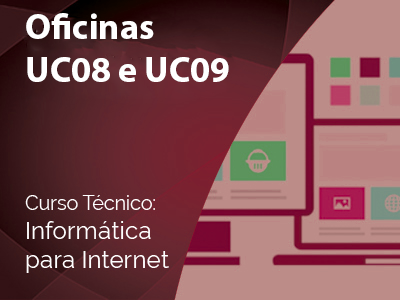 Oficinas
UC08 e UC09
Curso Técnico:
Informática
para Internet